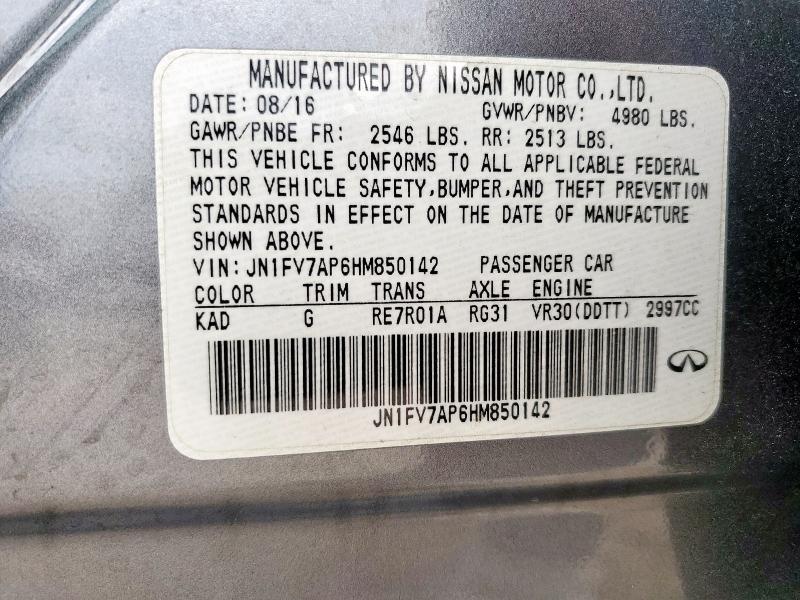 MANUFACTURED BY NISSAN MOTOR CO.,LTD.
DATE: 08/16 GVWR/PNBV: 4980 LBS.
GAWR/PNBE FR: 2546 LBS. RR: 2513 LBS.
THIS VEHICLE CONFORMS TO ALL APPLICABLE FEDERAL
MOTOR VEHICLE SAFETY,BUMPER,AND THEFT PREVENTION
STANDARDS IN EFFECT ON THE DATE OF MANUFACTURE
SHOWN ABOVE.
VIN:JN1FV7AP6HM850142 PASSENGER CAR
COLOR TRIM TRANS AXLE ENGINE
KAD G RE7R01A RG31 VR30(DDTT) 2997CC
JN1FV7AP6HM850142